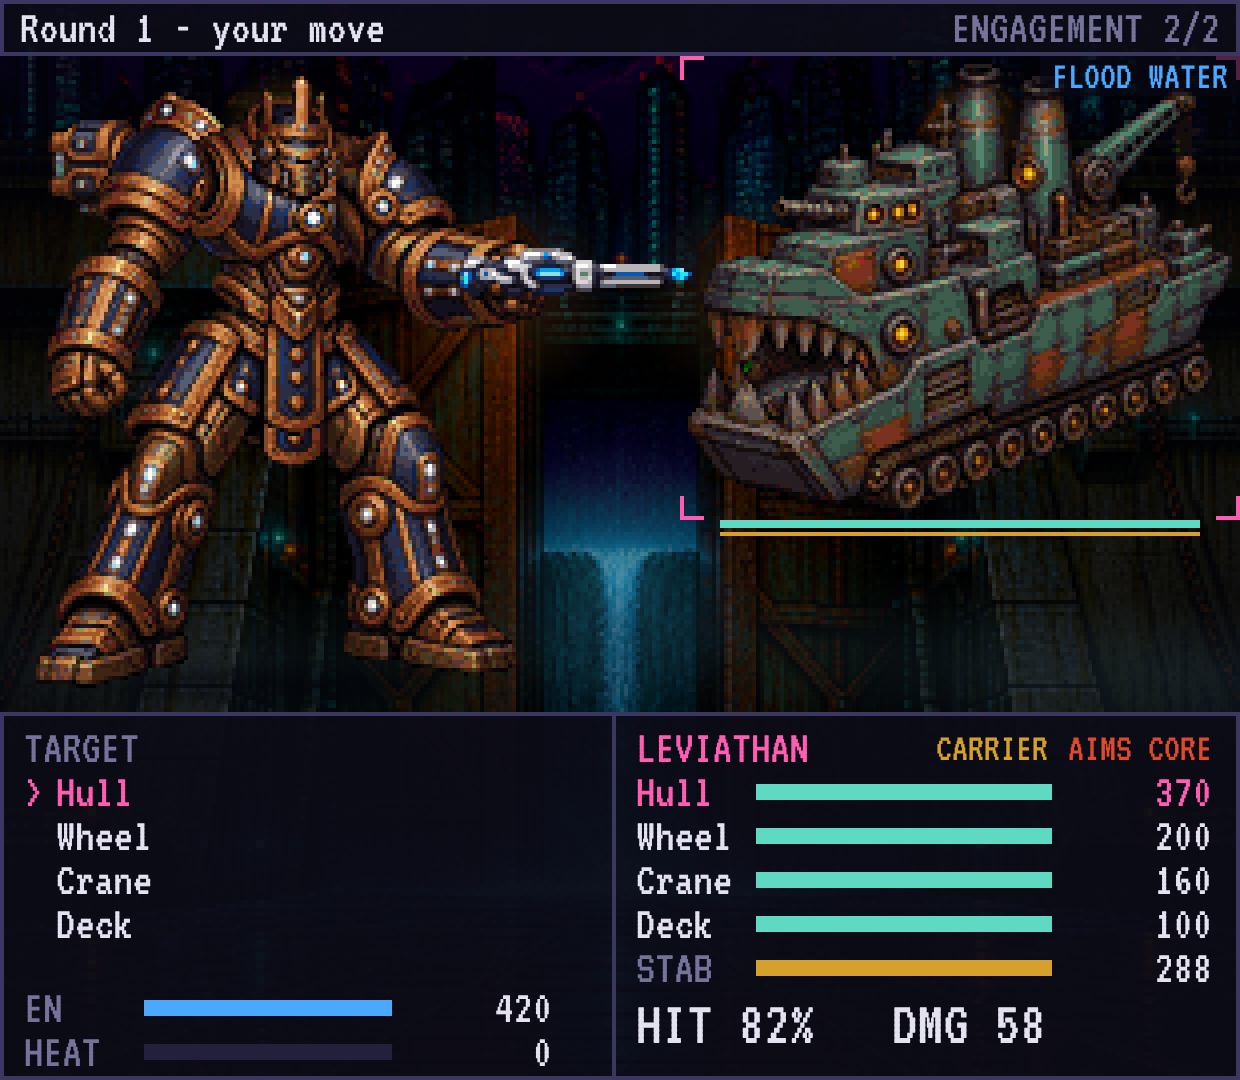 Round 1 - your move
ENGAGEMENT 2/2
FLOOD WATER
TARGET
> Hull
Wheel
Crane
Deck
EN 420
HEAT 0
LEVIATHAN CARRIER AIMS CORE
Hull 370
Wheel 200
Crane 160
Deck 100
STAB 288
HIT 82% DMG 58